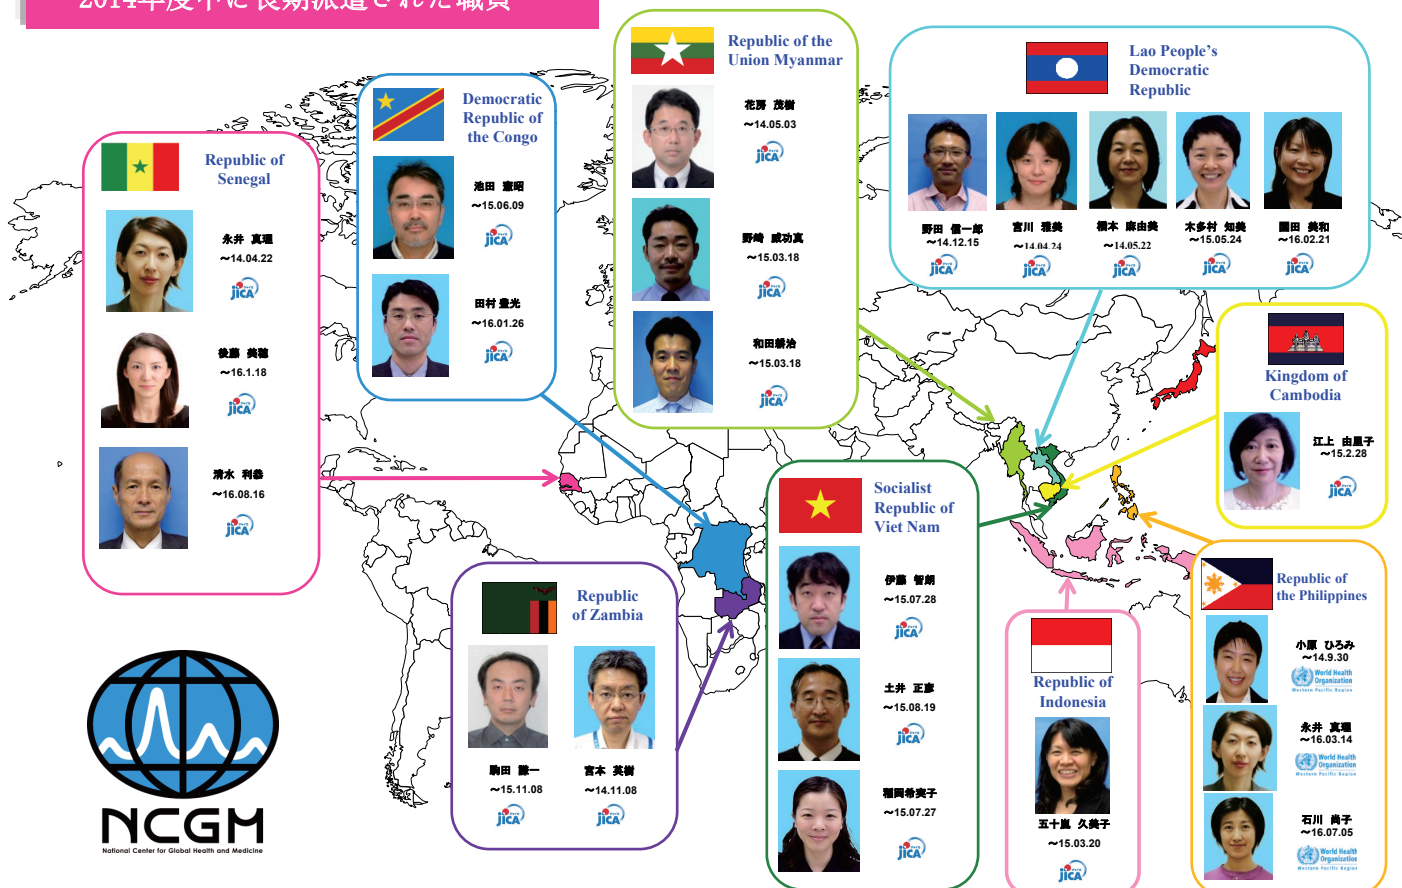 2014年度中に長期派遣された職員
Republic of
Senegal
永井 真理
～14.04.22
JICA
後藤 美穂
～16.1.18
JICA
清水 利恭
～16.08.16
JICA
Democratic
Republic of
the Congo
池田 憲昭
～15.06.09
JICA
田村 豊光
～16.01.26
JICA
Republic of the
Union Myanmar
花房 茂樹
～14.05.03
JICA
野崎 威功真
～15.03.18
JICA
和田耕治
～15.03.18
JICA
Lao People's
Democratic
Republic
野田 信一郎
～14.12.15
JICA
宮川 雅美
～14.04.24
JICA
橋本 麻由美
～14.05.22
JICA
木多村 知美
～15.05.24
JICA
園田 美和
～16.02.21
JICA
Kingdom of
Cambodia
江上 由里子
～15.2.28
JICA
Republic
of Zambia
駒田 謙一
～15.11.08
JICA
宮本 英樹
～14.11.08
JICA
Socialist
Republic of
Viet Nam
伊藤 智朗
～15.07.28
JICA
土井 正彦
～15.08.19
JICA
稲岡希実子
～15.07.27
JICA
Republic of
Indonesia
五十嵐 久美子
～15.03.20
JICA
Republic of
the Philippines
小原 ひろみ
～14.9.30
World Health
Organization
Western Pacific Region
永井 真理
～16.03.14
World Health
Organization
Western Pacific Region
石川 尚子
～16.07.05
World Health
Organization
Western Pacific Region
NCGM
National Center for Global Health and Medicine